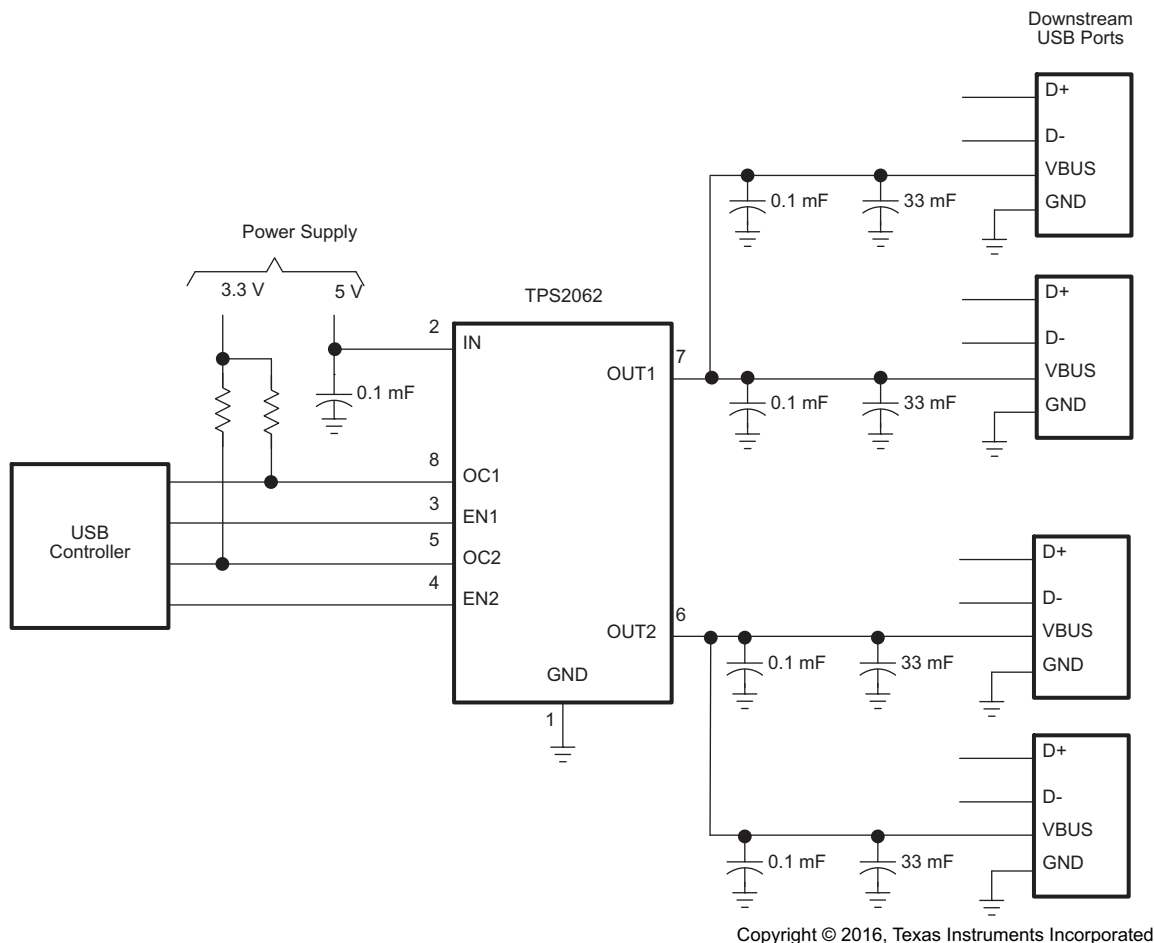 Downstream
USB Ports
D+
D-
VBUS
GND
0.1 mF
33 mF
Power Supply
3.3 V
5 V
0.1 mF
TPS2062
2
IN
7
OUT1
D+
D-
VBUS
GND
0.1 mF
33 mF
USB
Controller
8
OC1
3
EN1
5
OC2
4
EN2
6
OUT2
GND
1
D+
D-
VBUS
GND
0.1 mF
33 mF
D+
D-
VBUS
GND
0.1 mF
33 mF
Copyright © 2016, Texas Instruments Incorporated